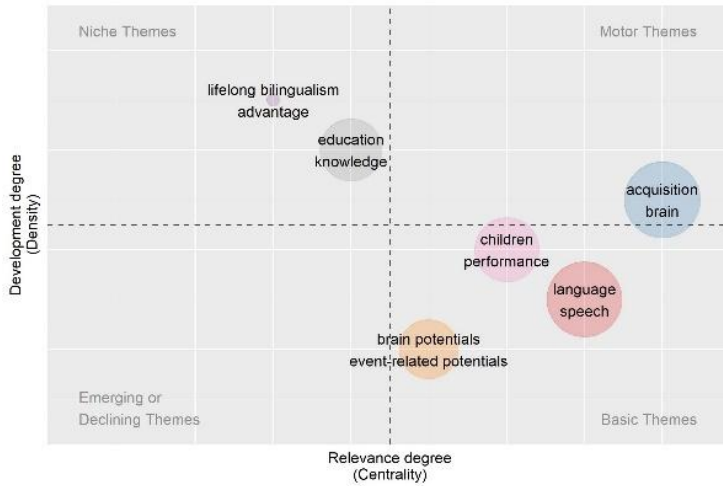 Niche Themes
Motor Themes
lifelong bilingualism
advantage
education
knowledge
acquisition
brain
children
performance
language
speech
brain potentials
event-related potentials
Emerging or
Declining Themes
Basic Themes
Development degree
(Density)
Relevance degree
(Centrality)